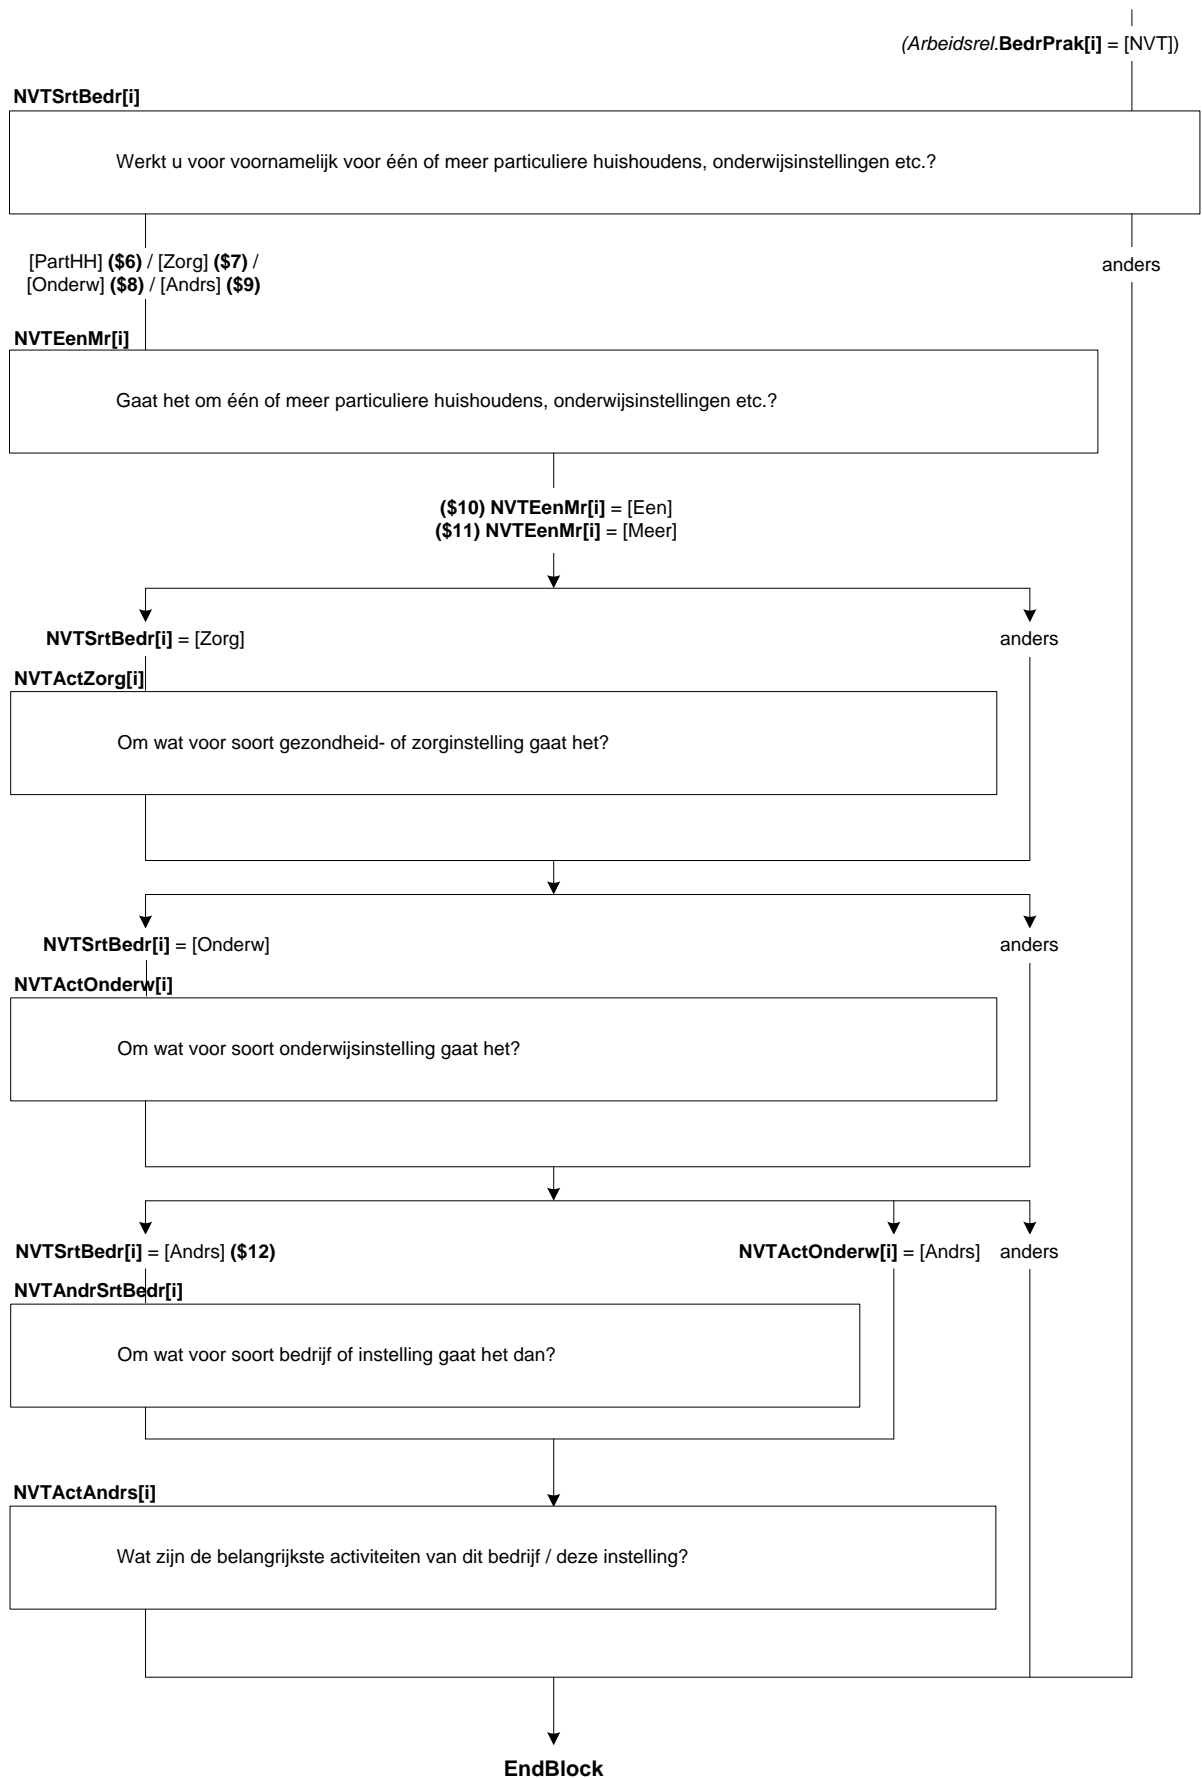 (Arbeidsrel.BedrPrak[i] = [NVT])
NVTSrtBedr[i]
Werkt u voor voornamelijk voor één of meer particuliere huishoudens, onderwijsinstellingen etc.?
[PartHH] ($6) / [Zorg] ($7) /
[Onderw] ($8) / [Andrs] ($9)
anders
NVTEenMr[i]
Gaat het om één of meer particuliere huishoudens, onderwijsinstellingen etc.?
($10) NVTEenMr[i] = [Een]
($11) NVTEenMr[i] = [Meer]
NVTSrtBedr[i] = [Zorg]
anders
NVTActZorg[i]
Om wat voor soort gezondheid- of zorginstelling gaat het?
NVTSrtBedr[i] = [Onderw]
anders
NVTActOnderw[i]
Om wat voor soort onderwijsinstelling gaat het?
NVTSrtBedr[i] = [Andrs] ($12)
NVTActOnderw[i] = [Andrs]
anders
NVTAndrSrtBedr[i]
Om wat voor soort bedrijf of instelling gaat het dan?
NVTActAndrs[i]
Wat zijn de belangrijkste activiteiten van dit bedrijf / deze instelling?
EndBlock